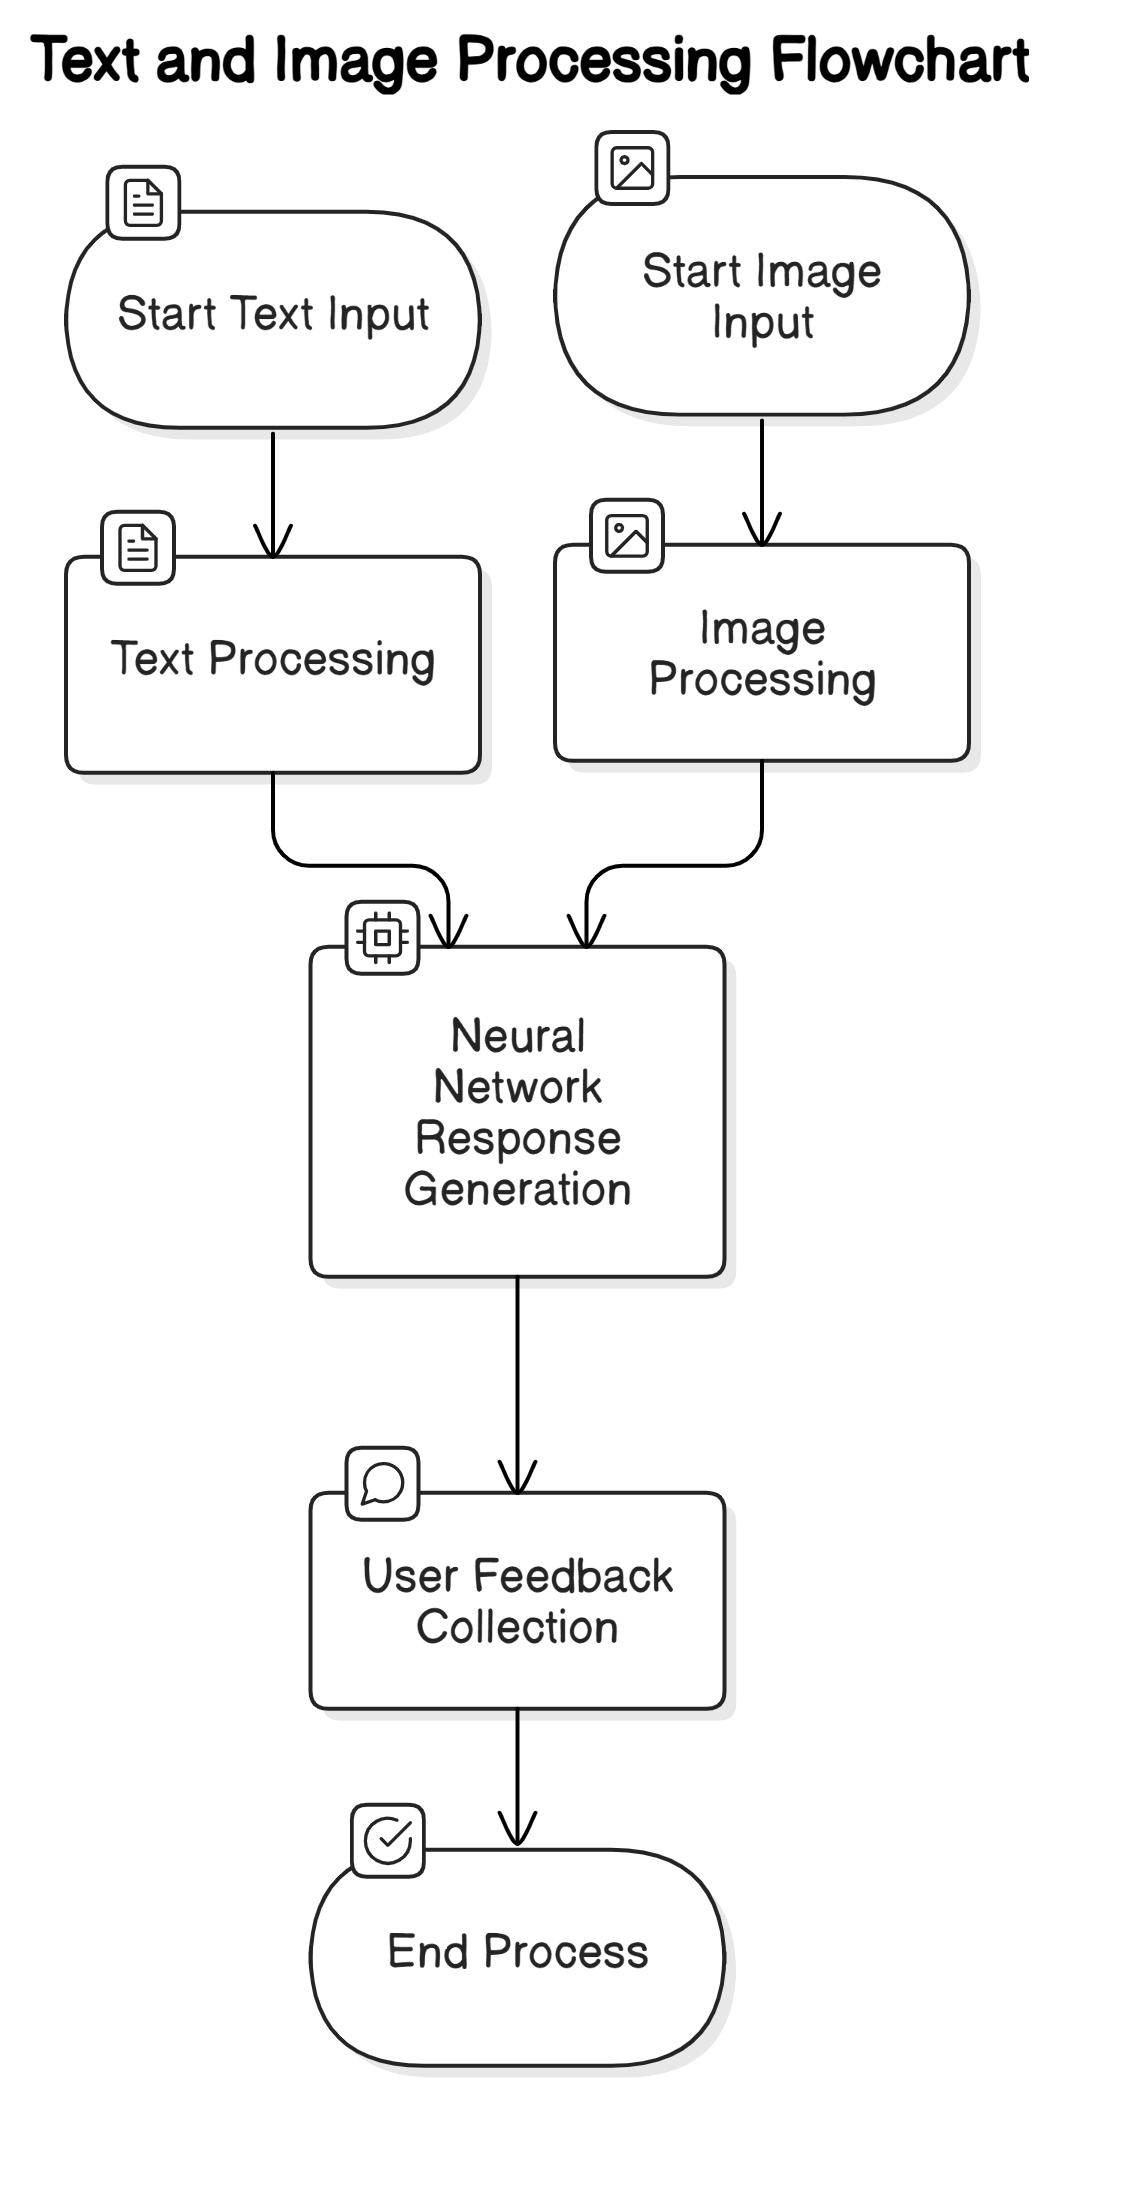 Text and Image Processing Flowchart
Start Text Input
Start Image
Input
Text Processing
Image
Processing
Neural
Network
Response
Generation
User Feedback
Collection
End Process